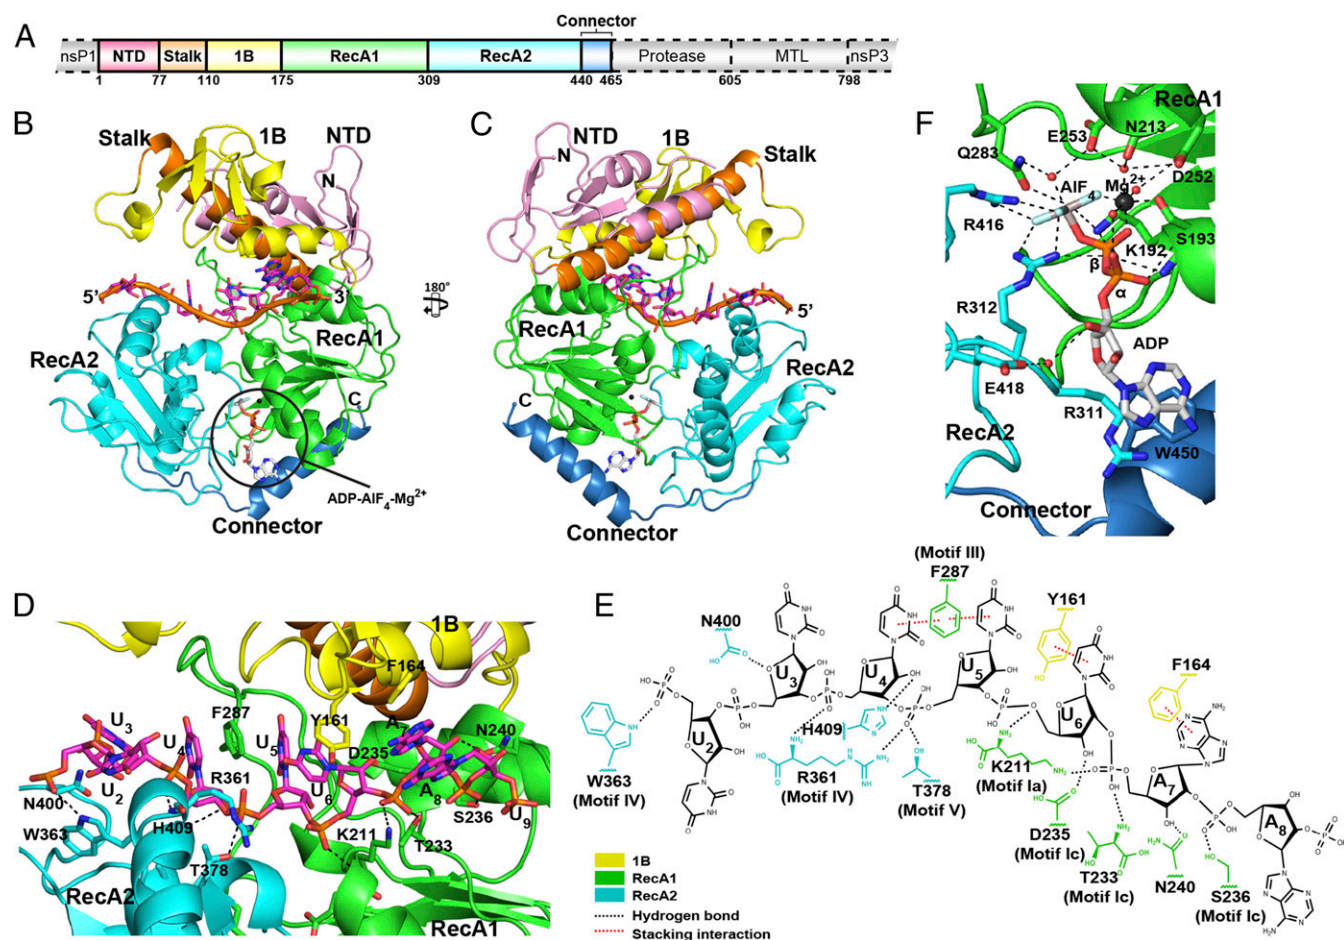 A
Connector
nsP1 NTD Stalk 1B RecA1 RecA2 Protease MTL nsP3
1 77 110 175 309 440 465 605 798
B
Stalk
1B
NTD
N
5'
3'
RecA1
RecA2
C
ADP-AlF4-Mg2+
Connector
180°
C
NTD
1B
N
Stalk
5'
RecA1
RecA2
C
Connector
F
RecA1
E253
N213
Q283
Mg2+
D252
AlF4
R416
S193
K192
β
α
R312
ADP
E418
R311
RecA2
W450
Connector
D
1B
F164
U3
F287
Y161
A7
N240
U4
U5
D235
U2
R361
U6
A8
S236
U9
N400
H409
K211
T233
W363
T378
RecA2
RecA1
E
(Motif III)
F287
Y161
N400
F164
U3
U4
U5
U6
U2
A7
A8
H409
W363
(Motif IV)
R361
(Motif IV)
T378
(Motif V)
K211
(Motif Ia)
D235
(Motif Ic)
T233
(Motif Ic)
N240
S236
(Motif Ic)
1B
RecA1
RecA2
Hydrogen bond
Stacking interaction